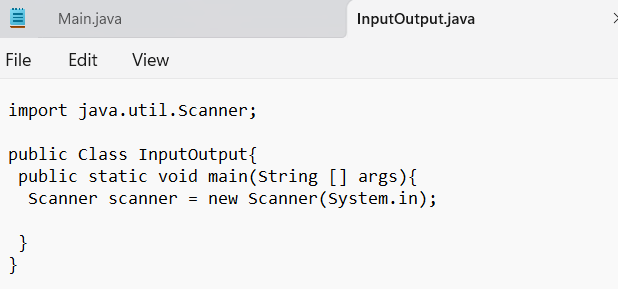 Main.java
InputOutput.java
File Edit View
import java.util.Scanner;
public Class InputOutput{
public static void main(String [] args){
Scanner scanner = new Scanner(System.in);
}
}